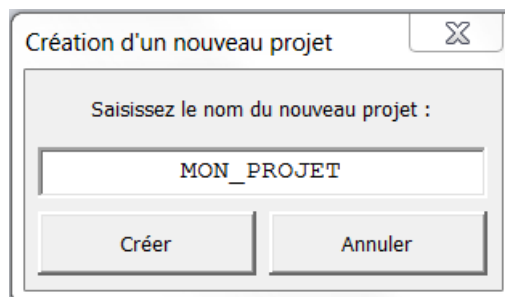 Création d'un nouveau projet
Saisissez le nom du nouveau projet :
MON_PROJET
Créer
Annuler